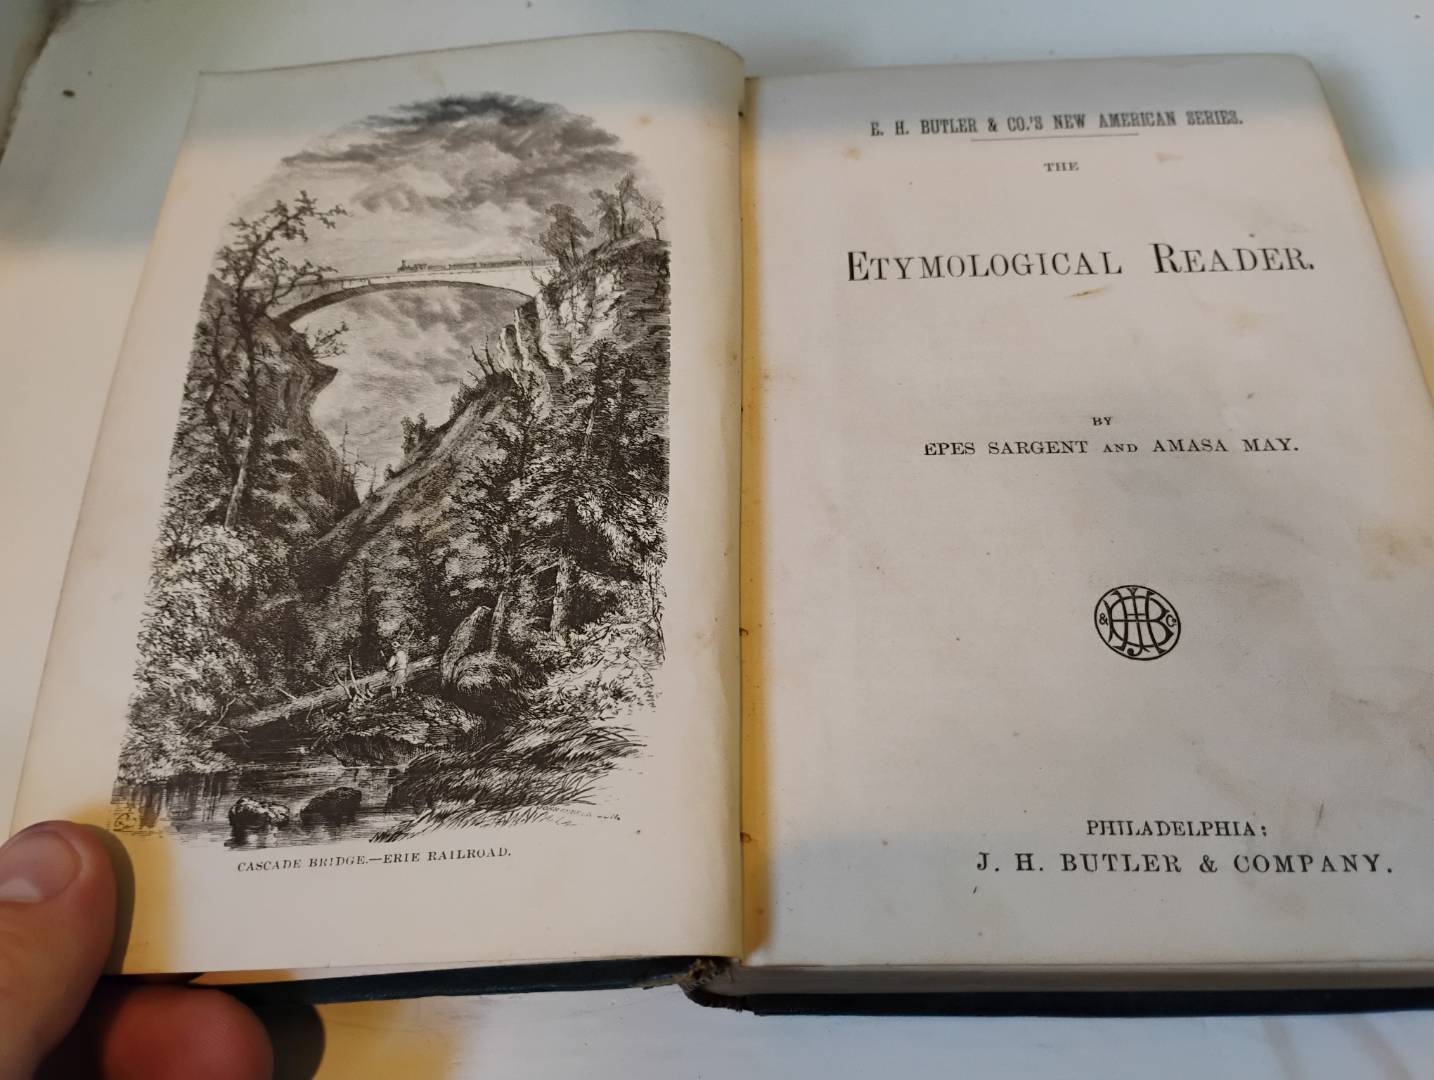 CASCADE BRIDGE.—ERIE RAILROAD.
E. H. BUTLER & CO.'S NEW AMERICAN SERIES.
THE
ETYMOLOGICAL READER.
BY
EPES SARGENT AND AMASA MAY.
PHILADELPHIA:
J. H. BUTLER & COMPANY.